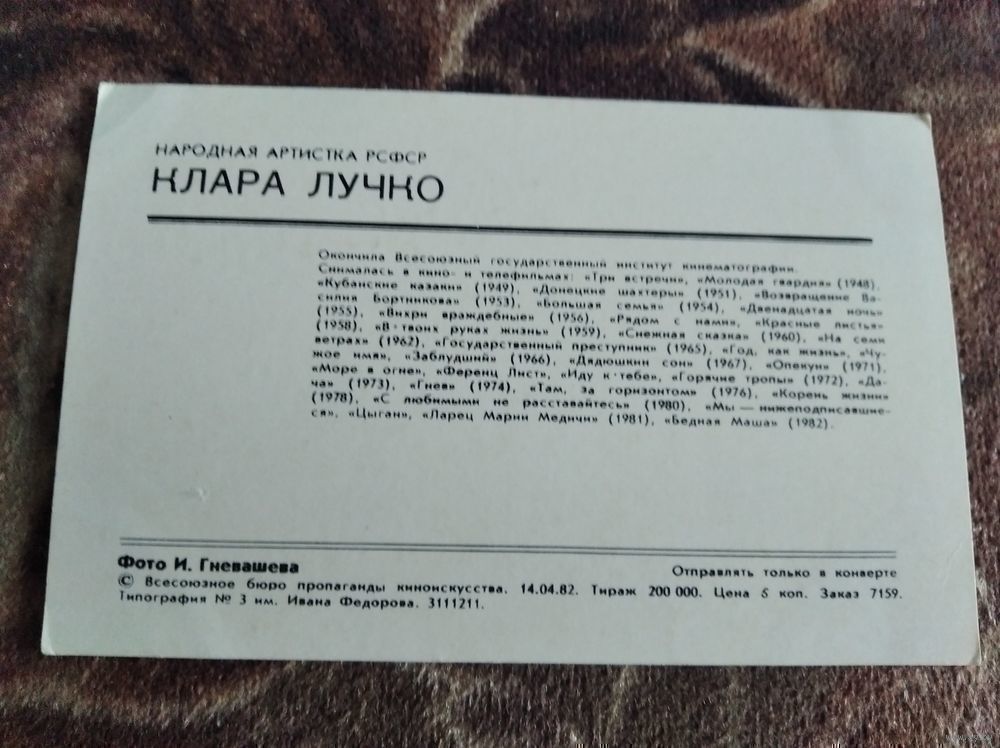 НАРОДНАЯ АРТИСТКА РСФСР
КЛАРА ЛУЧКО
Окончила Всесоюзный государственный институт кинематографии.
Снималась в кино- и телефильмах: «Три встречи», «Молодая гвардия» (1948),
«Кубанские казаки» (1949), «Донецкие шахтеры» (1951), «Возвращение Ва-
силия Бортникова» (1953), «Большая семья» (1954), «Двенадцатая ночь»
(1955), «Вихри враждебные» (1956), «Рядом с нами», «Красные листья»
(1958), «В твоих руках жизнь» (1959), «Снежная сказка» (1960), «На семи
ветрах» (1962), «Государственный преступник» (1965), «Год, как жизнь», «Чу-
жое имя», «Заблудший» (1966), «Дядюшкин сон» (1967), «Опекун» (1971),
«Море в огне», «Ференц Лист», «Иду к тебе», «Горячие тропы» (1972), «Да-
ча» (1973), «Гнев» (1974), «Там, за горизонтом» (1976), «Корень жизни»
(1978), «С любимыми не расставайтесь» (1980), «Мы — нижеподписавшие-
ся», «Цыган», «Ларец Марии Медичи» (1981), «Бедная Маша» (1982).
Фото И. Гневашева
Отправлять только в конверте
© Всесоюзное бюро пропаганды киноискусства. 14.04.82. Тираж 200 000. Цена 5 коп. Заказ 7159.
Типография № 3 им. Ивана Федорова. 3111211.